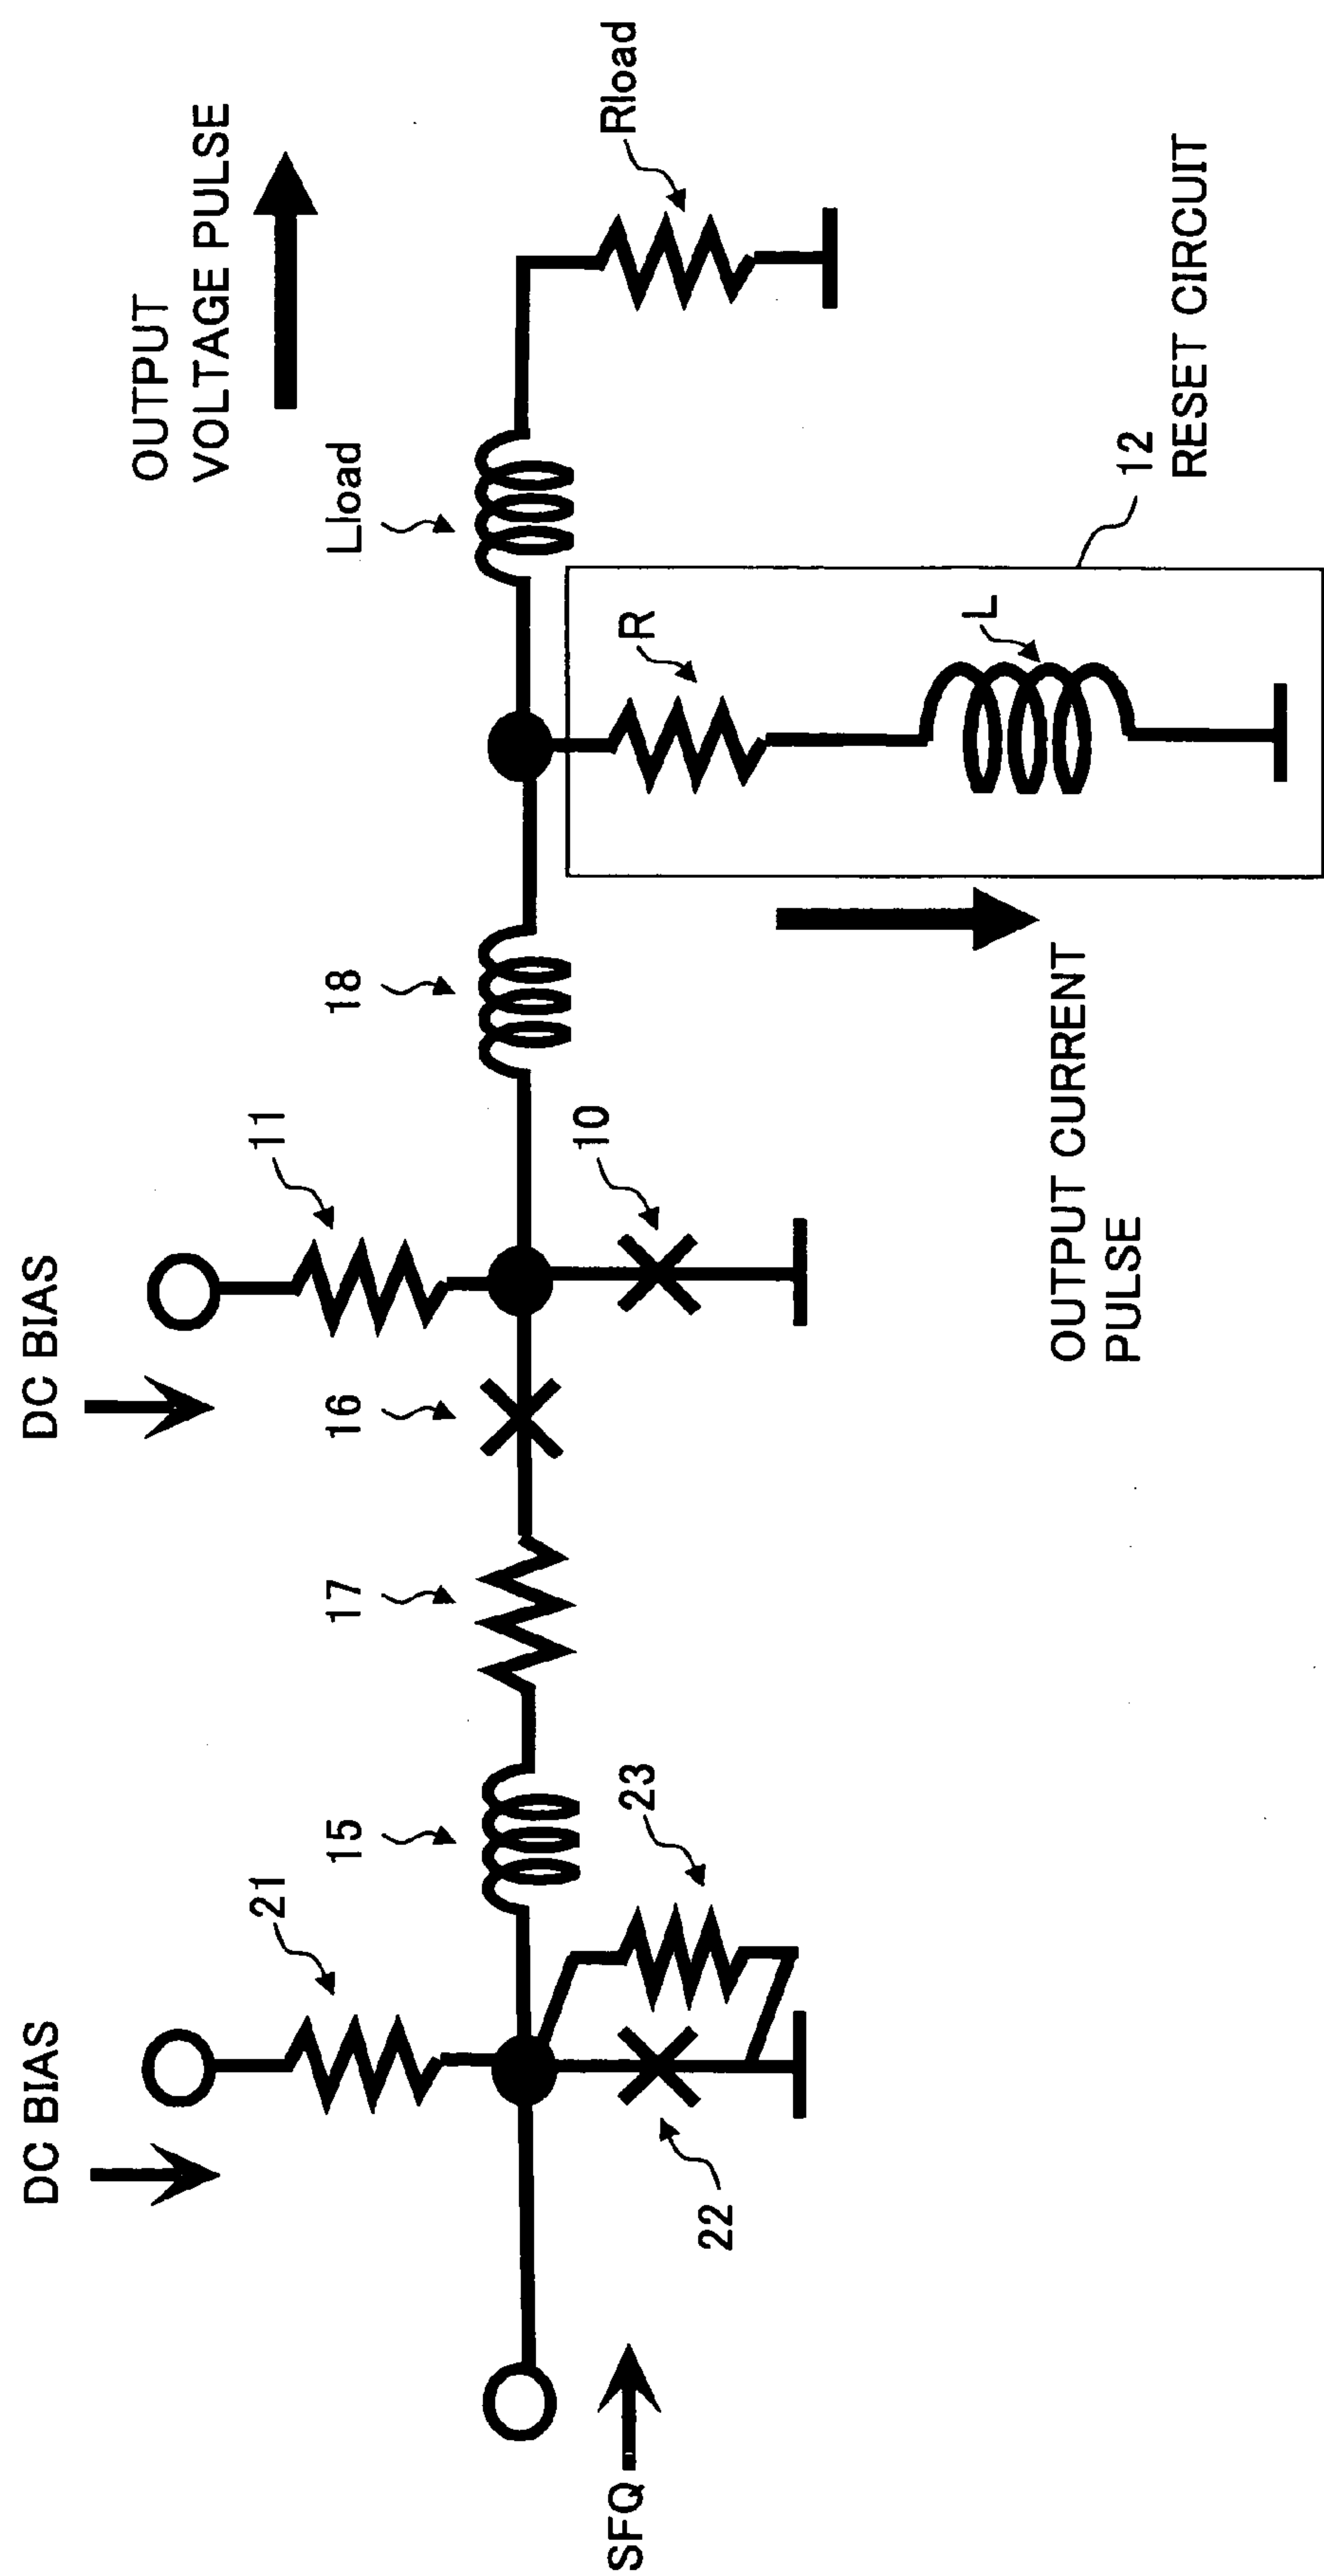 DC BIAS
DC BIAS
OUTPUT
VOLTAGE PULSE
21
11
15
17
16
18
Lload
SFQ
22
23
10
R
Rload
L
OUTPUT CURRENT
PULSE
12
RESET CIRCUIT